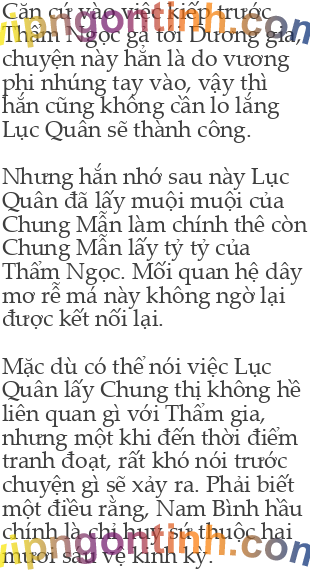 Căn cứ vào việc kiếp trước
Thẩm Ngọc gả tới Dương gia,
chuyện này hẳn là do vương
phi nhúng tay vào, vậy thì
hắn cũng không cần lo lắng
Lục Quân sẽ thành công.
Nhưng hắn nhớ sau này Lục
Quân đã lấy muội muội của
Chung Mẫn làm chính thê còn
Chung Mẫn lấy tỷ tỷ của
Thẩm Ngọc. Mối quan hệ dây
mơ rễ má này không ngờ lại
được kết nối lại.
Mặc dù có thể nói việc Lục
Quân lấy Chung thị không hề
liên quan gì với Thẩm gia,
nhưng một khi đến thời điểm
tranh đoạt, rất khó nói trước
chuyện gì sẽ xảy ra. Phải biết
một điều rằng, Nam Bình hầu
chính là chỉ huy sứ thuộc hai
mươi sáu vệ kinh kỳ.
vipngontinh.com
vipngontinh.com